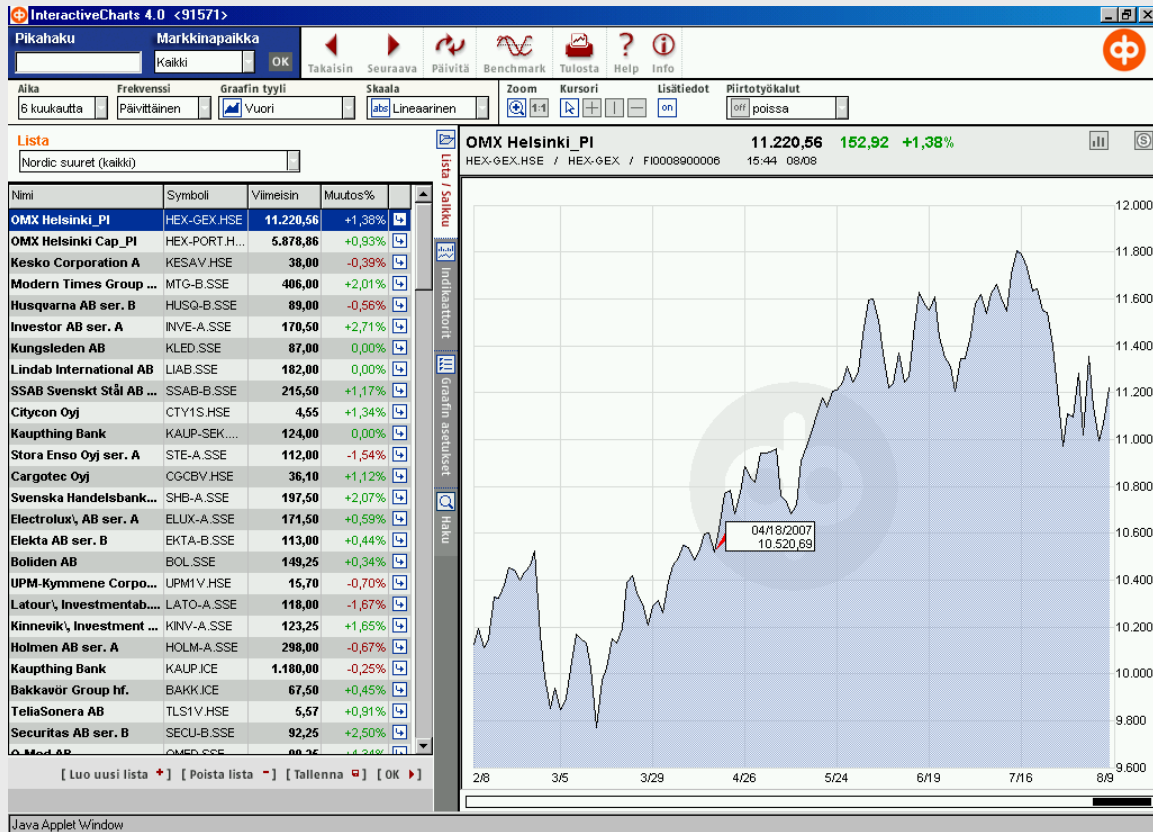 InteractiveCharts 4.0 <91571>
Pikahaku Markkinapaikka
Kaikki OK
Takaisin Seuraava Päivitä Benchmark Tulosta Help Info
Aika Frekvenssi Graafin tyyli Skaala Zoom Kursori Lisätiedot Piirtotyökalut
6 kuukautta Päivittäinen Vuori abs Lineaarinen 1:1 on off poissa
Lista
Nordic suuret (kaikki)
Nimi Symboli Viimeisin Muutos%
OMX Helsinki_PI HEX-GEX.HSE 11.220,56 +1,38%
OMX Helsinki Cap_PI HEX-PORT.H... 5.878,86 +0,93%
Kesko Corporation A KESAV.HSE 38,00 -0,39%
Modern Times Group ... MTG-B.SSE 406,00 +2,01%
Husqvarna AB ser. B HUSQ-B.SSE 89,00 -0,56%
Investor AB ser. A INVE-A.SSE 170,50 +2,71%
Kungsleden AB KLED.SSE 87,00 0,00%
Lindab International AB LIAB.SSE 182,00 0,00%
SSAB Svenskt Stål AB ... SSAB-B.SSE 215,50 +1,17%
Citycon Oyj CTY1S.HSE 4,55 +1,34%
Kaupthing Bank KAUP-SEK.... 124,00 0,00%
Stora Enso Oyj ser. A STE-A.SSE 112,00 -1,54%
Cargotec Oyj CGCBV.HSE 36,10 +1,12%
Svenska Handelsbank... SHB-A.SSE 197,50 +2,07%
Electrolux\, AB ser. A ELUX-A.SSE 171,50 +0,59%
Elekta AB ser. B EKTA-B.SSE 113,00 +0,44%
Boliden AB BOL.SSE 149,25 +0,34%
UPM-Kymmene Corpo... UPM1V.HSE 15,70 -0,70%
Latour\, Investmentab.... LATO-A.SSE 118,00 -1,67%
Kinnevik\, Investment ... KINV-A.SSE 123,25 +1,65%
Holmen AB ser. A HOLM-A.SSE 298,00 -0,67%
Kaupthing Bank KAUP.ICE 1.180,00 -0,25%
Bakkavör Group hf. BAKK.ICE 67,50 +0,45%
TeliaSonera AB TLS1V.HSE 5,57 +0,91%
Securitas AB ser. B SECU-B.SSE 92,25 +2,50%
[ Luo uusi lista + ] [ Poista lista - ] [ Tallenna ] [ OK ]
Lista / Salkku
Indikaattorit
Graafin asetukset
Haku
OMX Helsinki_PI 11.220,56 152,92 +1,38%
HEX-GEX.HSE / HEX-GEX / FI0008900006 15:44 08/08
S
12.000
11.800
11.600
11.400
11.200
11.000
10.800
10.600
10.400
10.200
10.000
9.800
9.600
04/18/2007
10.520,69
2/8 3/5 3/29 4/26 5/24 6/19 7/16 8/9
Java Applet Window